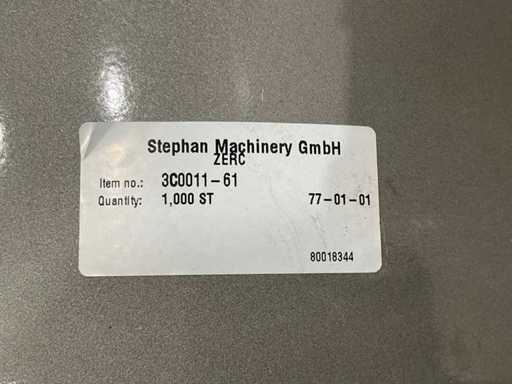 Stephan Machinery GmbH
ZERC
Item no.: 3C0011-61
Quantity: 1,000 ST 77-01-01
80018344